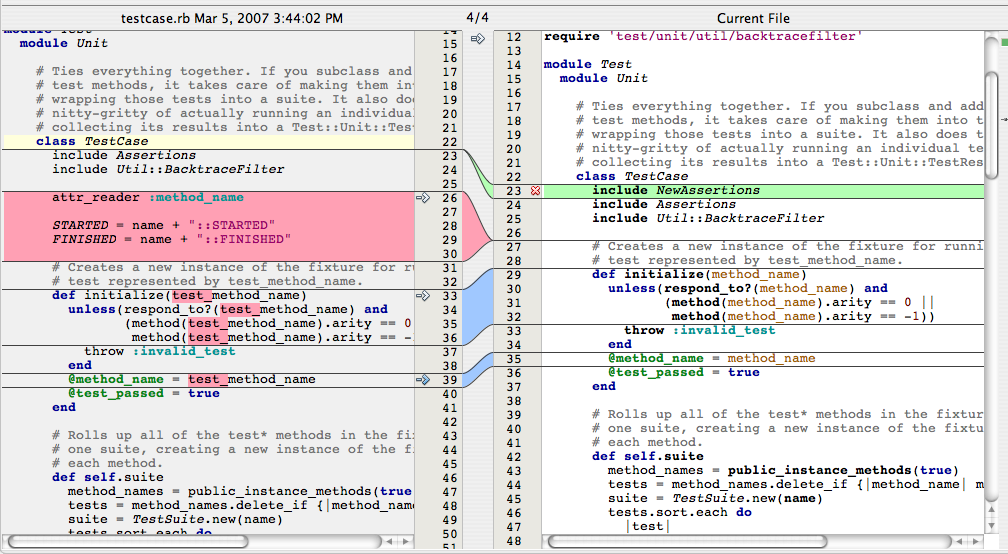 testcase.rb Mar 5, 2007 3:44:02 PM
4/4
Current File
14
15 module Unit
16
17 # Ties everything together. If you subclass and
18 # test methods, it takes care of making them in
19 # wrapping those tests into a suite. It also do
20 # nitty-gritty of actually running an individua
21 # collecting its results into a Test::Unit::Tes
22 class TestCase
23 include Assertions
24 include Util::BacktraceFilter
25
26 attr_reader :method_name
27
28 STARTED = name + "::STARTED"
29 FINISHED = name + "::FINISHED"
30
31 # Creates a new instance of the fixture for r
32 # test represented by test_method_name.
33 def initialize(test_method_name)
34 unless(respond_to?(test_method_name) and
35 (method(test_method_name).arity == 0
36 method(test_method_name).arity == -
37 throw :invalid_test
38 end
39 @method_name = test_method_name
40 @test_passed = true
41 end
42
43 # Rolls up all of the test* methods in the fi
44 # one suite, creating a new instance of the f
45 # each method.
46 def self.suite
47 method_names = public_instance_methods(true
48 tests = method_names.delete_if {|method_nam
49 suite = TestSuite.new(name)
50 tests.sort.each do
51
12 require 'test/unit/util/backtracefilter'
13
14 module Test
15 module Unit
16
17 # Ties everything together. If you subclass and add
18 # test methods, it takes care of making them into t
19 # wrapping those tests into a suite. It also does t
20 # nitty-gritty of actually running an individual te
21 # collecting its results into a Test::Unit::TestRes
22 class TestCase
23 include NewAssertions
24 include Assertions
25 include Util::BacktraceFilter
26
27 # Creates a new instance of the fixture for runni
28 # test represented by test_method_name.
29 def initialize(method_name)
30 unless(respond_to?(method_name) and
31 (method(method_name).arity == 0 ||
32 method(method_name).arity == -1))
33 throw :invalid_test
34 end
35 @method_name = method_name
36 @test_passed = true
37 end
38
39 # Rolls up all of the test* methods in the fixtur
40 # one suite, creating a new instance of the fixtu
41 # each method.
42 def self.suite
43 method_names = public_instance_methods(true)
44 tests = method_names.delete_if {|method_name| m
45 suite = TestSuite.new(name)
46 tests.sort.each do
47 |test|
48